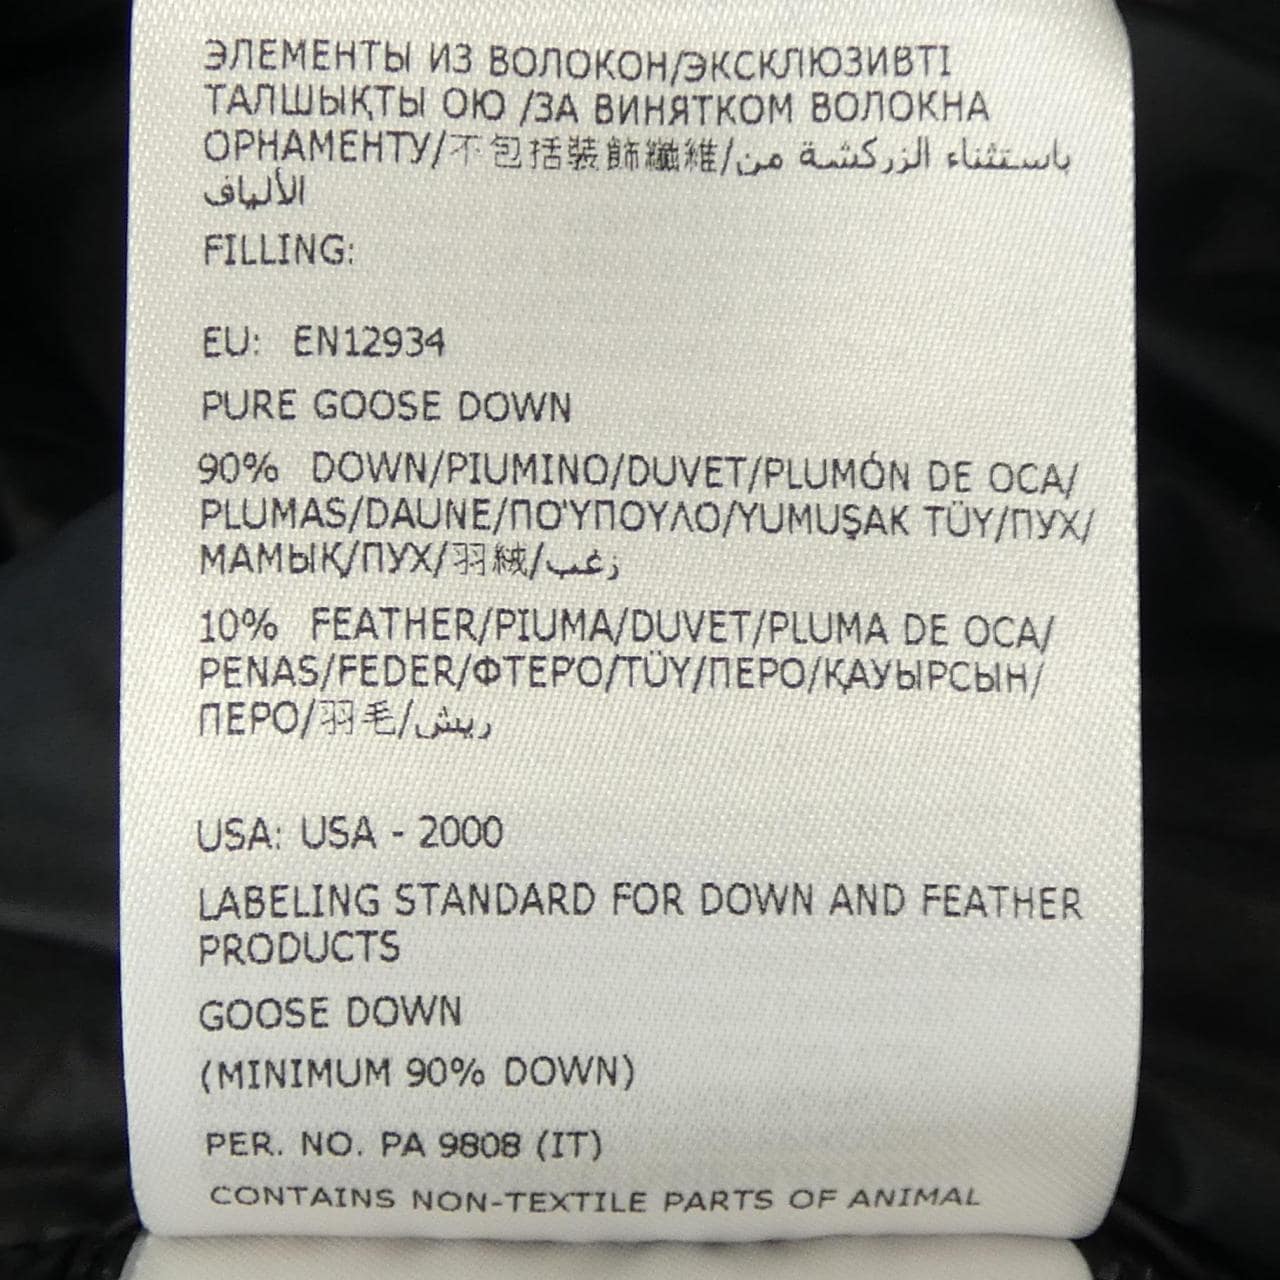 ЭЛЕМЕНТЫ ИЗ ВОЛОКОН/ЭКСКЛЮЗИВТІ
ТАЛШЫҚТЫ ОЮ /ЗА ВИНЯТКОМ ВОЛОКНА
ОРНАМЕНТУ/不包括裝飾纖維/باستثناء الزركشة من
الألياف
FILLING:
EU: EN12934
PURE GOOSE DOWN
90% DOWN/PIUMINO/DUVET/PLUMÓN DE OCA/
PLUMAS/DAUNE/ΠΟΎΠΟΥΛΟ/YUMUŞAK TÜY/ПУХ/
МАМЫҚ/ПУХ/羽絨/زغب
10% FEATHER/PIUMA/DUVET/PLUMA DE OCA/
PENAS/FEDER/ΦΤΕΡΌ/TÜY/ПЕРО/ҚАУЫРСЫН/
ПЕРО/羽毛/ريش
USA: USA - 2000
LABELING STANDARD FOR DOWN AND FEATHER
PRODUCTS
GOOSE DOWN
(MINIMUM 90% DOWN)
PER. NO. PA 9808 (IT)
CONTAINS NON-TEXTILE PARTS OF ANIMAL